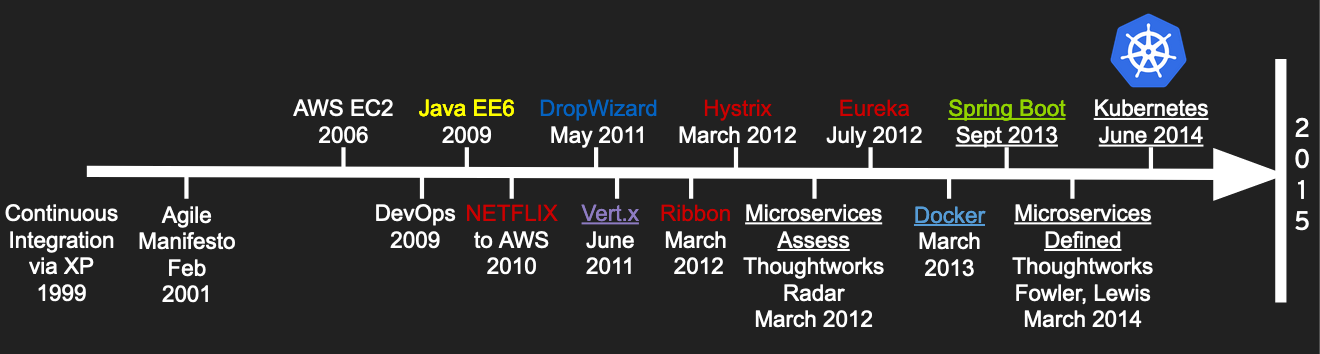 AWS EC2
2006
Java EE6
2009
DropWizard
May 2011
Hystrix
March 2012
Eureka
July 2012
Spring Boot
Sept 2013
Kubernetes
June 2014
2
0
1
5
Continuous
Integration
via XP
1999
Agile
Manifesto
Feb
2001
DevOps
2009
NETFLIX
to AWS
2010
Vert.x
June
2011
Ribbon
March
2012
Microservices
Assess
Thoughtworks
Radar
March 2012
Docker
March
2013
Microservices
Defined
Thoughtworks
Fowler, Lewis
March 2014